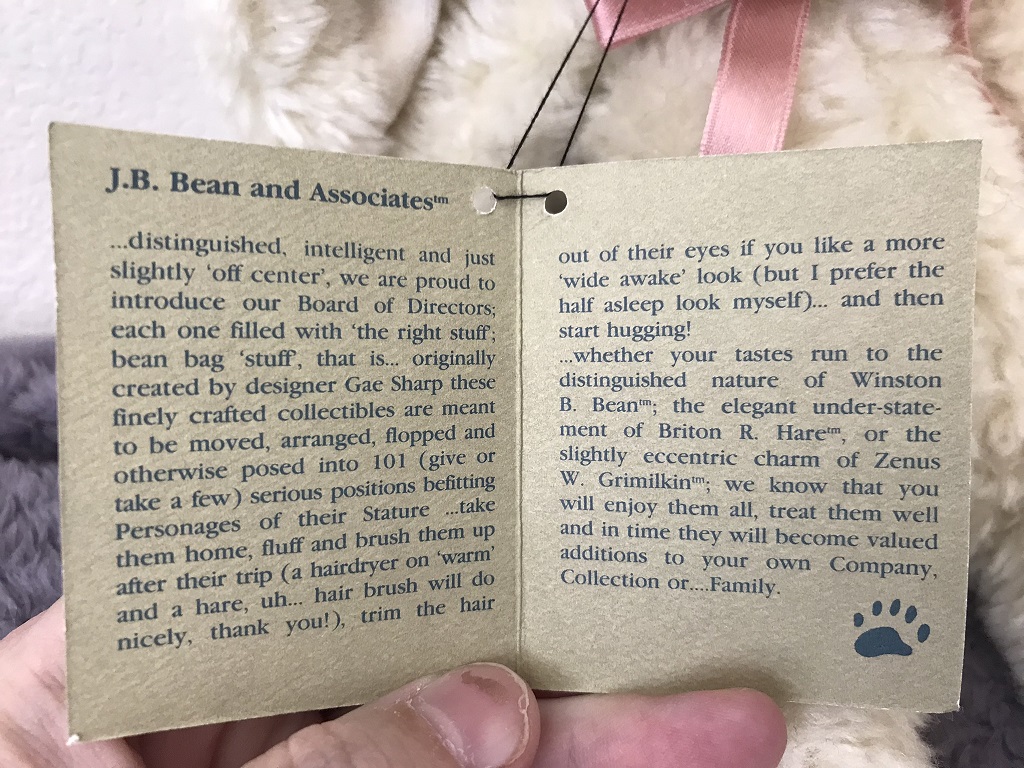 J.B. Bean and Associates™
...distinguished, intelligent and just
slightly 'off center', we are proud to
introduce our Board of Directors;
each one filled with 'the right stuff';
bean bag 'stuff', that is... originally
created by designer Gae Sharp these
finely crafted collectibles are meant
to be moved, arranged, flopped and
otherwise posed into 101 (give or
take a few) serious positions befitting
Personages of their Stature ...take
them home, fluff and brush them up
after their trip (a hairdryer on 'warm'
and a hare, uh... hair brush will do
nicely, thank you!), trim the hair
out of their eyes if you like a more
'wide awake' look (but I prefer the
half asleep look myself)... and then
start hugging!
...whether your tastes run to the
distinguished nature of Winston
B. Bean™; the elegant under-state-
ment of Briton R. Hare™, or the
slightly eccentric charm of Zenus
W. Grimilkin™; we know that you
will enjoy them all, treat them well
and in time they will become valued
additions to your own Company,
Collection or....Family.